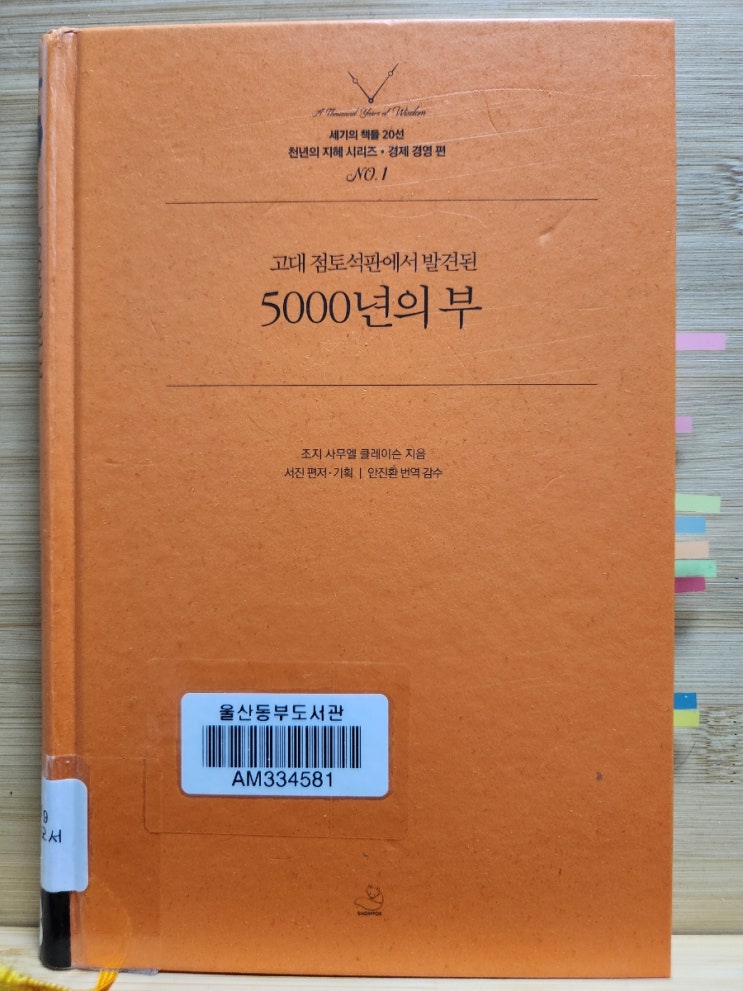 A Thousand Years of Wisdom
세기의 책들 20선
천년의 지혜 시리즈 · 경제 경영 편
NO. 1
고대 점토석판에서 발견된
5000년의 부
조지 사무엘 클레이슨 지음
서진 편저 · 기획 | 안진환 번역 감수
울산동부도서관
AM334581
9
서
SNOWFOX